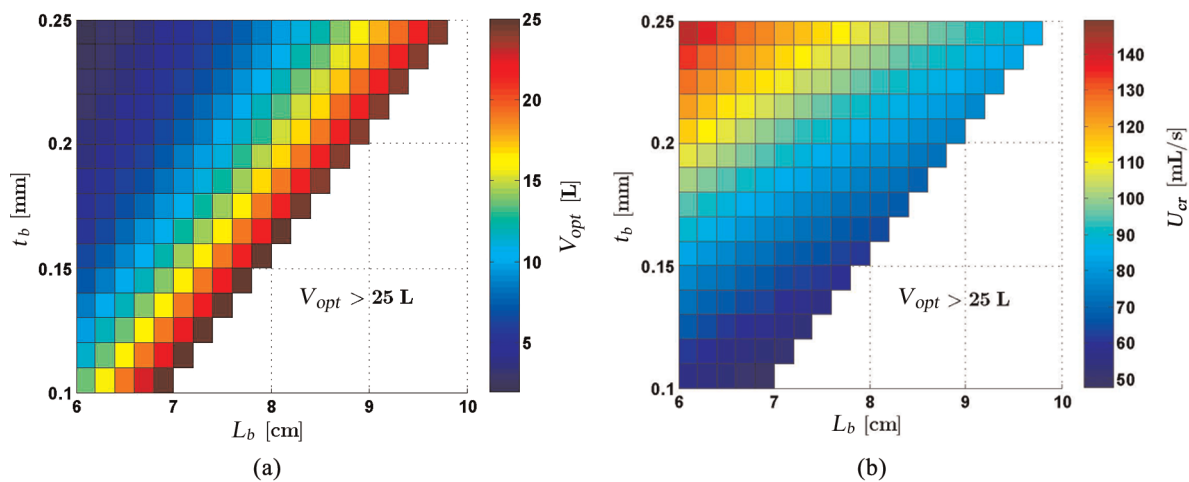 0.25
0.2
0.15
0.1
t_b [mm]
6 7 8 9 10
L_b [cm]
V_opt > 25 L
25
20
15
10
5
V_opt [L]
(a)
0.25
0.2
0.15
0.1
t_b [mm]
6 7 8 9 10
L_b [cm]
V_opt > 25 L
140
130
120
110
100
90
80
70
60
50
U_cr [mL/s]
(b)